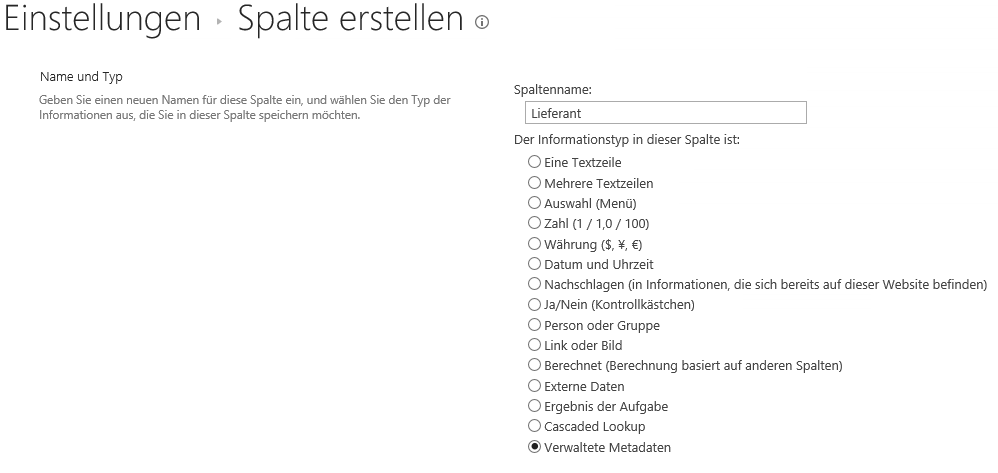 Einstellungen ▸ Spalte erstellen
Name und Typ
Geben Sie einen neuen Namen für diese Spalte ein, und wählen Sie den Typ der
Informationen aus, die Sie in dieser Spalte speichern möchten.
Spaltenname:
Lieferant
Der Informationstyp in dieser Spalte ist:
Eine Textzeile
Mehrere Textzeilen
Auswahl (Menü)
Zahl (1 / 1,0 / 100)
Währung ($, ¥, €)
Datum und Uhrzeit
Nachschlagen (in Informationen, die sich bereits auf dieser Website befinden)
Ja/Nein (Kontrollkästchen)
Person oder Gruppe
Link oder Bild
Berechnet (Berechnung basiert auf anderen Spalten)
Externe Daten
Ergebnis der Aufgabe
Cascaded Lookup
Verwaltete Metadaten